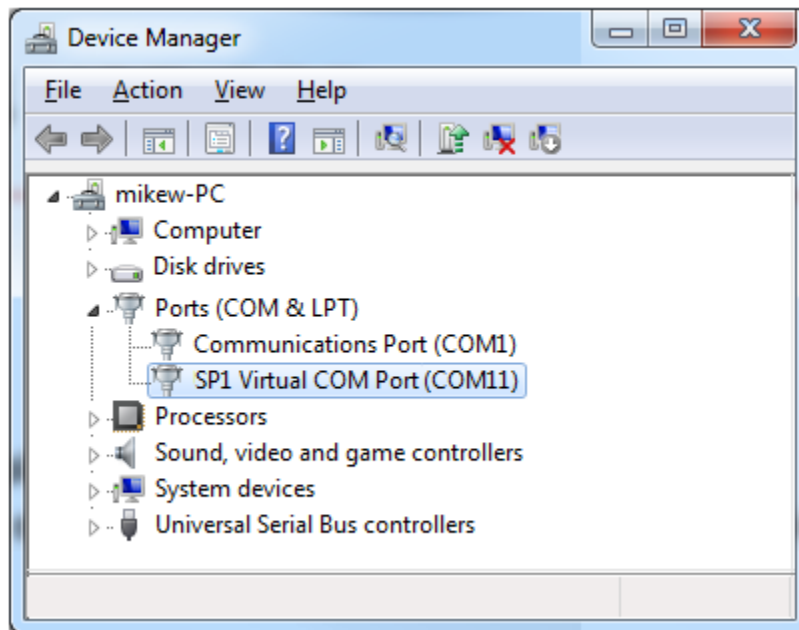 Device Manager
File Action View Help
mikew-PC
Computer
Disk drives
Ports (COM & LPT)
Communications Port (COM1)
SP1 Virtual COM Port (COM11)
Processors
Sound, video and game controllers
System devices
Universal Serial Bus controllers